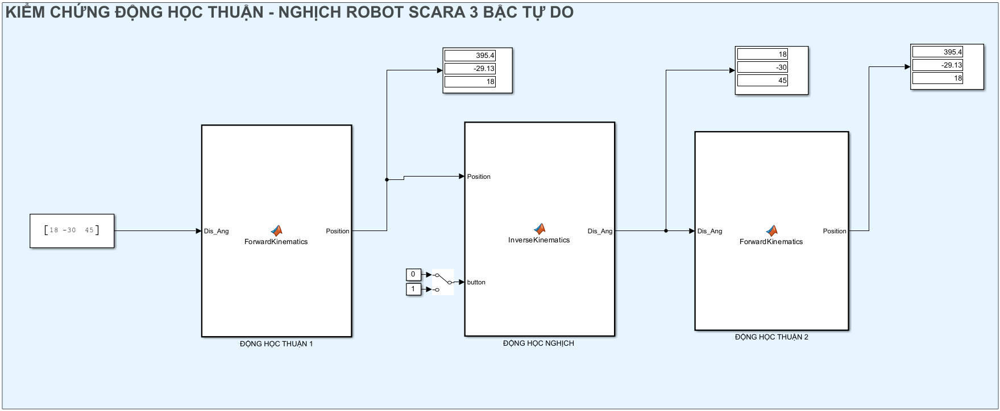 KIỂM CHỨNG ĐỘNG HỌC THUẬN - NGHỊCH ROBOT SCARA 3 BẬC TỰ DO
395.4
-29.13
18
18
-30
45
395.4
-29.13
18
[18 -30 45]
Dis_Ang
ForwardKinematics
Position
ĐỘNG HỌC THUẬN 1
Position
InverseKinematics
Dis_Ang
0
1
button
ĐỘNG HỌC NGHỊCH
Dis_Ang
ForwardKinematics
Position
ĐỘNG HỌC THUẬN 2